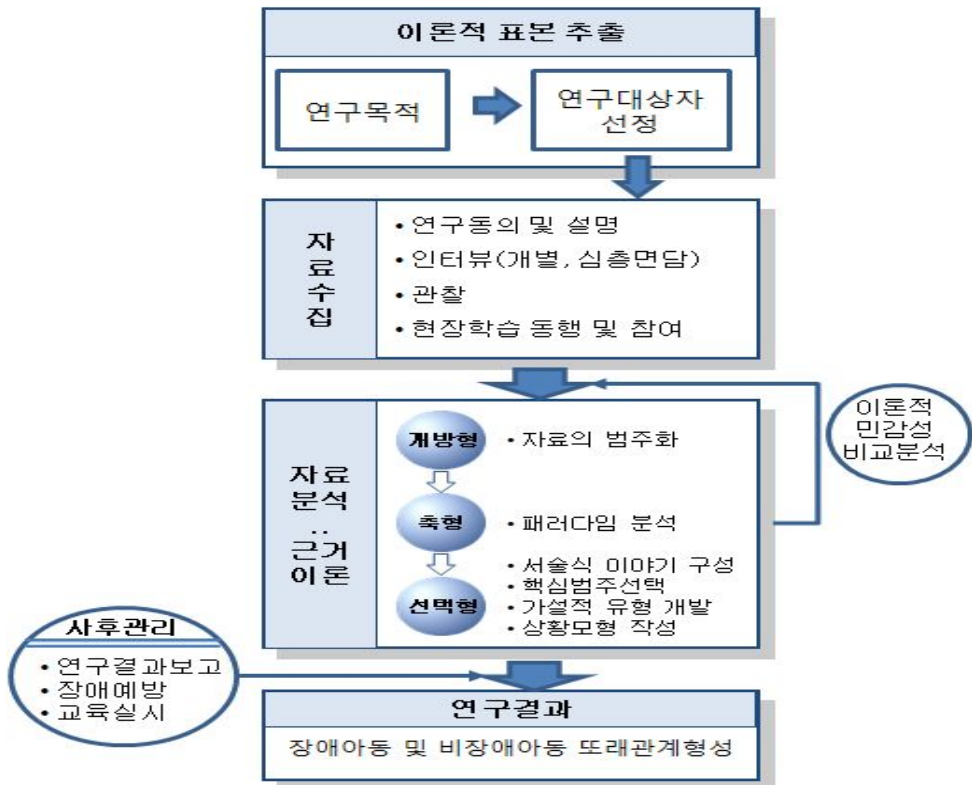 이론적 표본 추출
연구목적
연구대상자
선정
자
료
수
집
• 연구동의 및 설명
• 인터뷰(개별, 심층면담)
• 관찰
• 현장학습 동행 및 참여
이론적
민감성
비교분석
자료
분석
..
근거
이론
개방형
• 자료의 범주화
축형
• 패러다임 분석
선택형
• 서술식 이야기 구성
• 핵심범주선택
• 가설적 유형 개발
• 상황모형 작성
사후관리
• 연구결과보고
• 장애예방
• 교육실시
연구결과
장애아동 및 비장애아동 또래관계형성